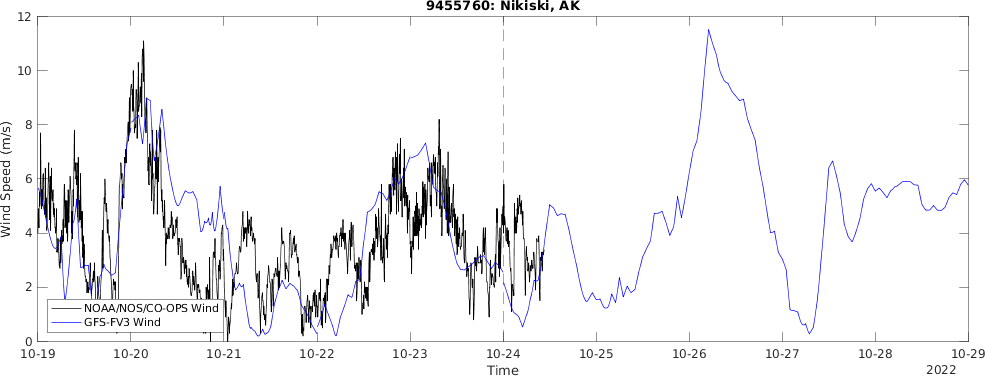 9455760: Nikiski, AK
12
10
8
6
4
2
0
Wind Speed (m/s)
NOAA/NOS/CO-OPS Wind
GFS-FV3 Wind
10-19 10-20 10-21 10-22 10-23 10-24 10-25 10-26 10-27 10-28 10-29
Time
2022